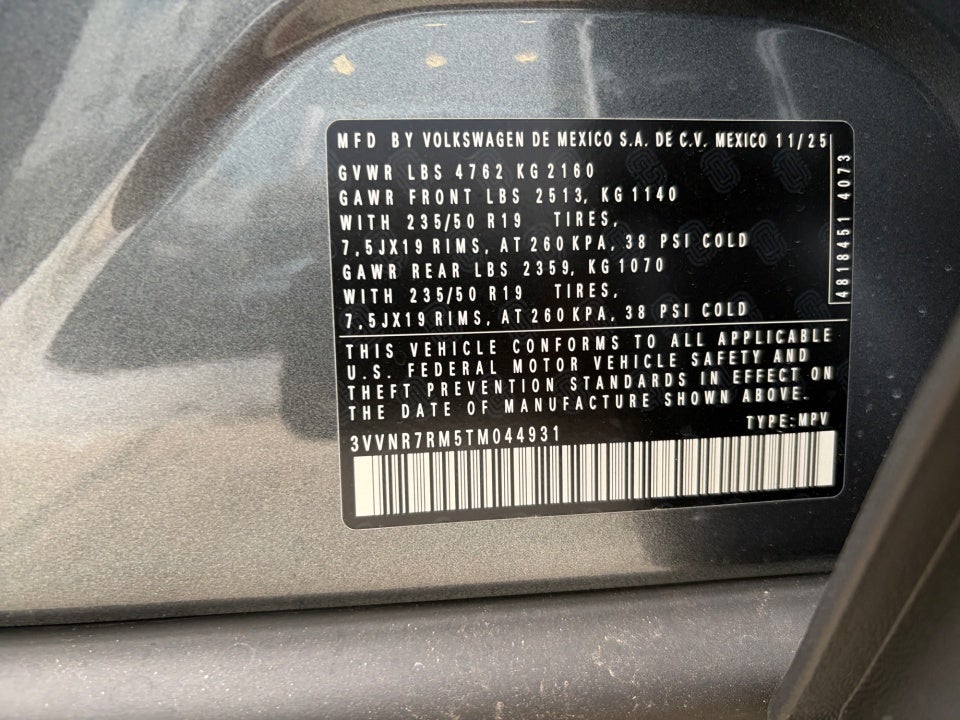 MFD BY VOLKSWAGEN DE MEXICO S.A. DE C.V. MEXICO 11/25
GVWR LBS 4762 KG 2160
GAWR FRONT LBS 2513, KG 1140
WITH 235/50 R19 TIRES,
7,5JX19 RIMS, AT 260 KPA, 38 PSI COLD
GAWR REAR LBS 2359, KG 1070
WITH 235/50 R19 TIRES,
7,5JX19 RIMS, AT 260 KPA, 38 PSI COLD
4818451 4073
THIS VEHICLE CONFORMS TO ALL APPLICABLE
U.S. FEDERAL MOTOR VEHICLE SAFETY AND
THEFT PREVENTION STANDARDS IN EFFECT ON
THE DATE OF MANUFACTURE SHOWN ABOVE.
TYPE:MPV
3VVNR7RM5TM044931